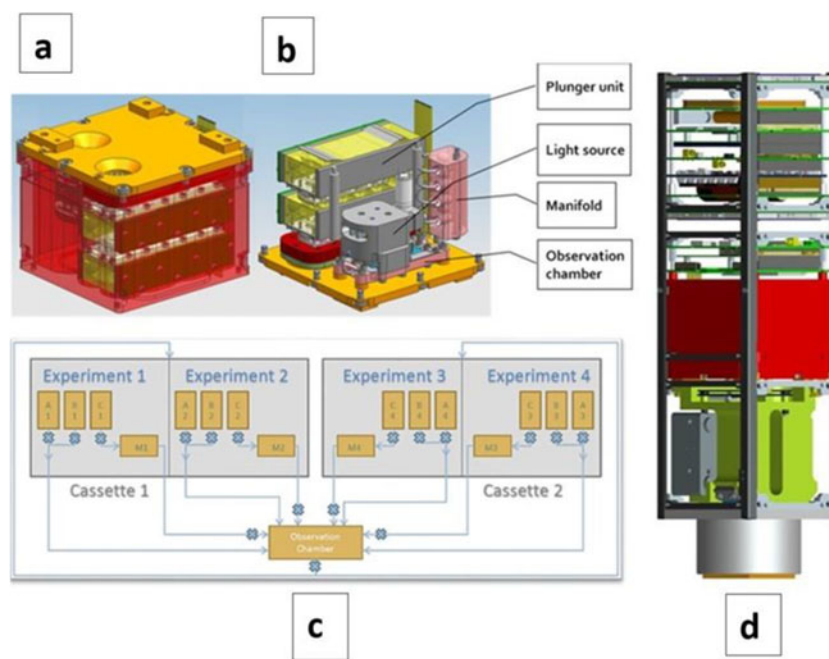 a
b
Plunger unit
Light source
Manifold
Observation
chamber
Experiment 1
Experiment 2
Experiment 3
Experiment 4
A
1
B
1
C
1
A
2
B
2
C
2
C
4
B
4
A
4
C
3
B
3
A
3
M1
M2
M4
M3
Cassette 1
Cassette 2
Observation
Chamber
c
d